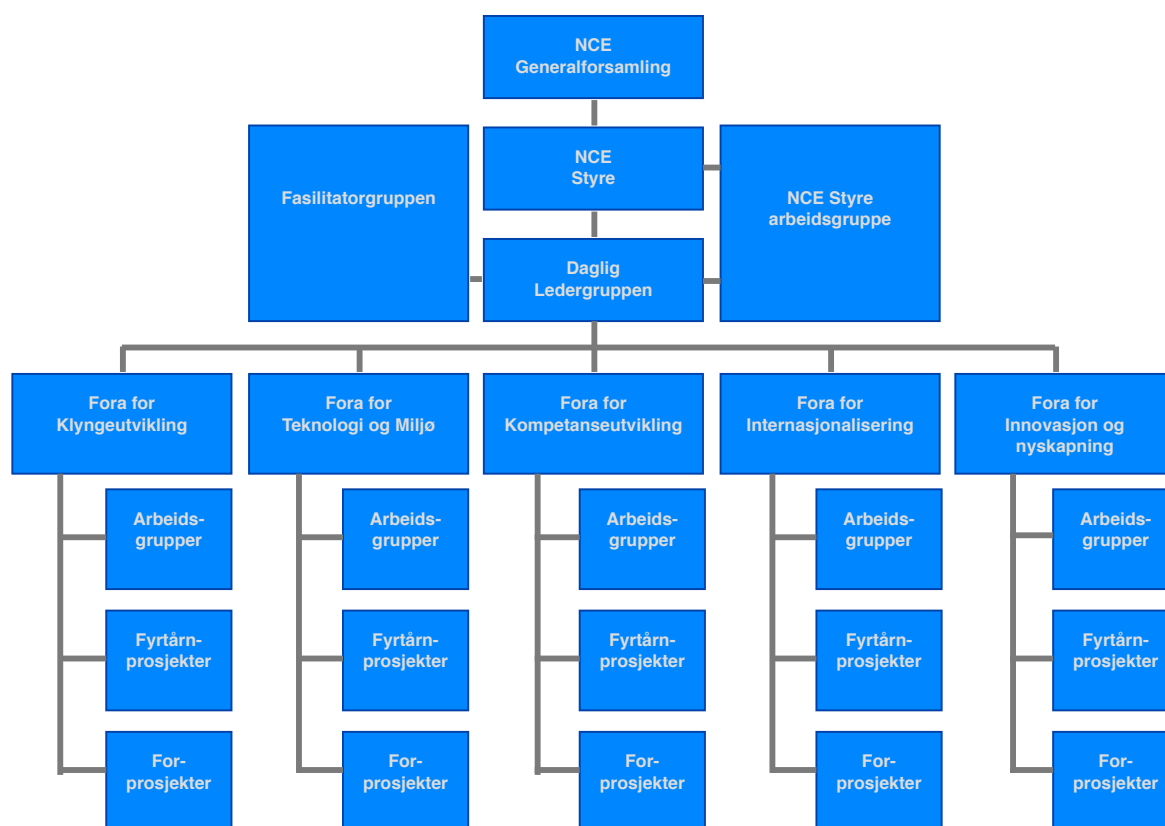 NCE
Generalforsamling
Fasilitatorgruppen
NCE
Styre
NCE Styre
arbeidsgruppe
Daglig
Ledergruppen
Fora for
Klyngeutvikling
Fora for
Teknologi og Miljø
Fora for
Kompetanseutvikling
Fora for
Internasjonalisering
Fora for
Innovasjon og
nyskapning
Arbeids-
grupper
Arbeids-
grupper
Arbeids-
grupper
Arbeids-
grupper
Arbeids-
grupper
Fyrtårn-
prosjekter
Fyrtårn-
prosjekter
Fyrtårn-
prosjekter
Fyrtårn-
prosjekter
Fyrtårn-
prosjekter
For-
prosjekter
For-
prosjekter
For-
prosjekter
For-
prosjekter
For-
prosjekter